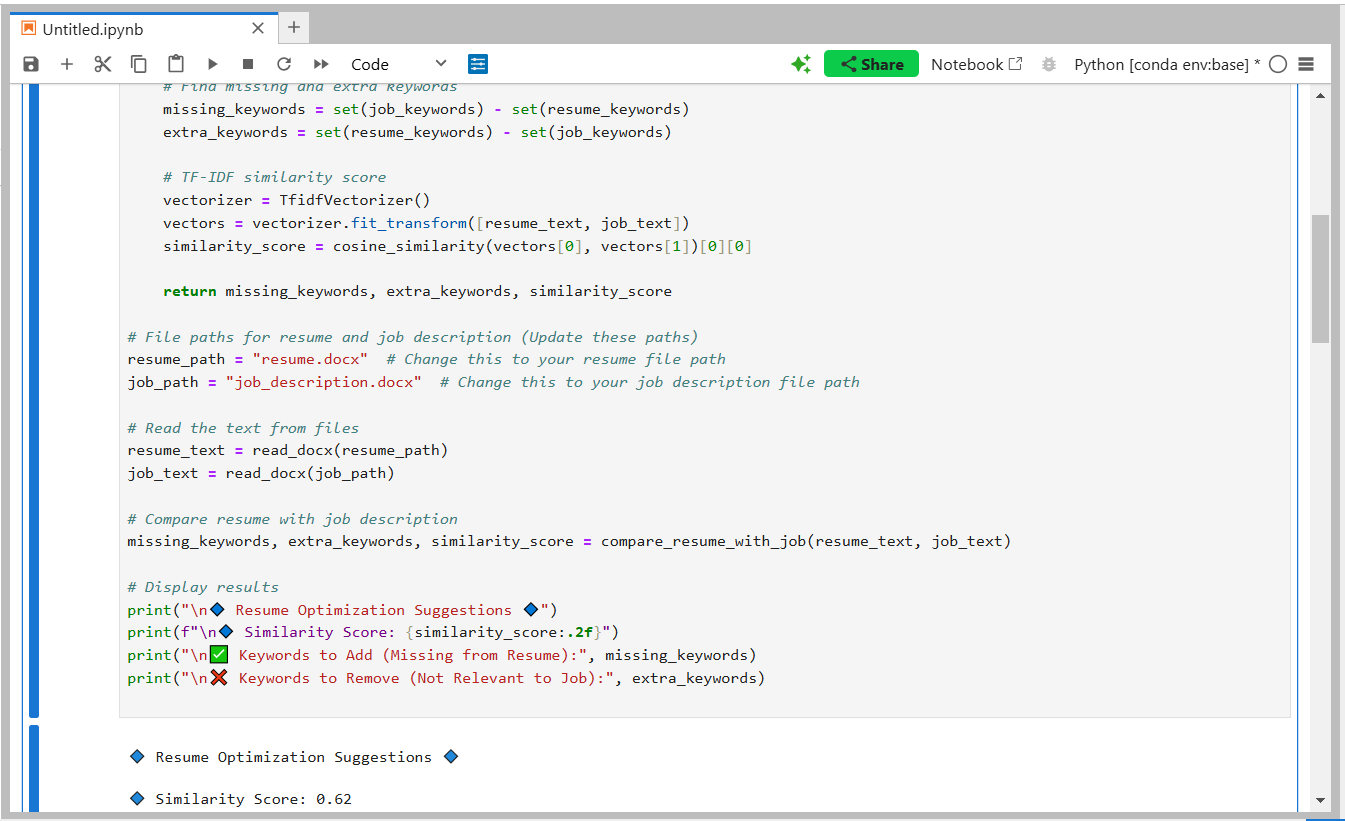 Untitled.ipynb
Code
Share
Notebook
Python [conda env:base] *
# Find missing and extra keywords
missing_keywords = set(job_keywords) - set(resume_keywords)
extra_keywords = set(resume_keywords) - set(job_keywords)
# TF-IDF similarity score
vectorizer = TfidfVectorizer()
vectors = vectorizer.fit_transform([resume_text, job_text])
similarity_score = cosine_similarity(vectors[0], vectors[1])[0][0]
return missing_keywords, extra_keywords, similarity_score
# File paths for resume and job description (Update these paths)
resume_path = "resume.docx"  # Change this to your resume file path
job_path = "job_description.docx"  # Change this to your job description file path
# Read the text from files
resume_text = read_docx(resume_path)
job_text = read_docx(job_path)
# Compare resume with job description
missing_keywords, extra_keywords, similarity_score = compare_resume_with_job(resume_text, job_text)
# Display results
print("\n🔷 Resume Optimization Suggestions 🔷")
print(f"\n🔷 Similarity Score: {similarity_score:.2f}")
print("\n✅ Keywords to Add (Missing from Resume):", missing_keywords)
print("\n❌ Keywords to Remove (Not Relevant to Job):", extra_keywords)
🔷 Resume Optimization Suggestions 🔷
🔷 Similarity Score: 0.62